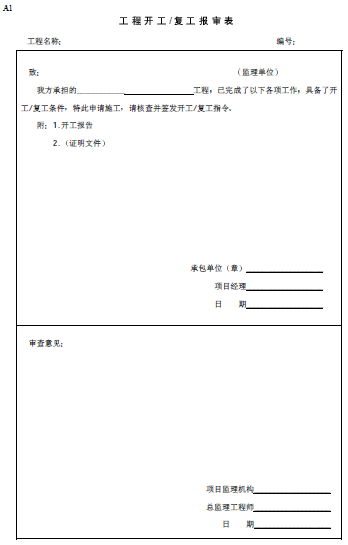 A1
工程开工/复工报审表
工程名称: 编号:
致: (监理单位)
我方承担的____________________工程,已完成了以下各项工作,具备了开
工/复工条件,特此申请施工,请核查并签发开工/复工指令。
附: 1.开工报告
2.(证明文件)
承包单位(章)____________
项目经理____________
日 期____________
审查意见:
项目监理机构____________
总监理工程师____________
日 期____________